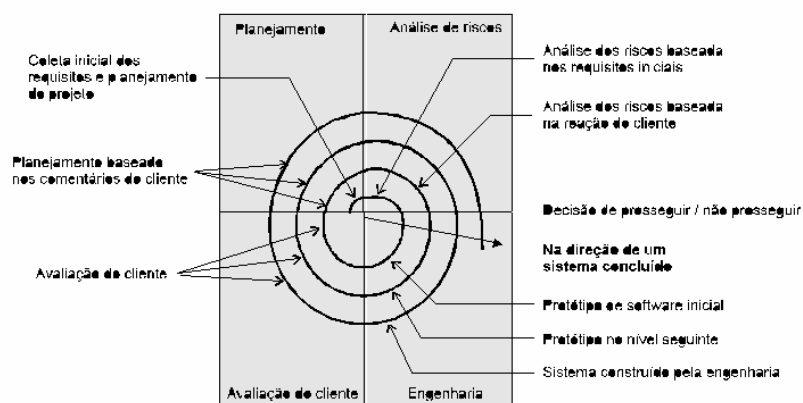 Planejamento
Análise de riscos
Coleta inicial dos
requisitos e planejamento
do projeto
Análise dos riscos baseada
nos requisitos iniciais
Análise dos riscos baseada
na reação do cliente
Planejamento baseado
nos comentários do cliente
Decisão de prosseguir / não prosseguir
Na direção de um
sistema concluído
Avaliação do cliente
Protótipo de software inicial
Protótipo no nível seguinte
Sistema construído pela engenharia
Avaliação do cliente
Engenharia